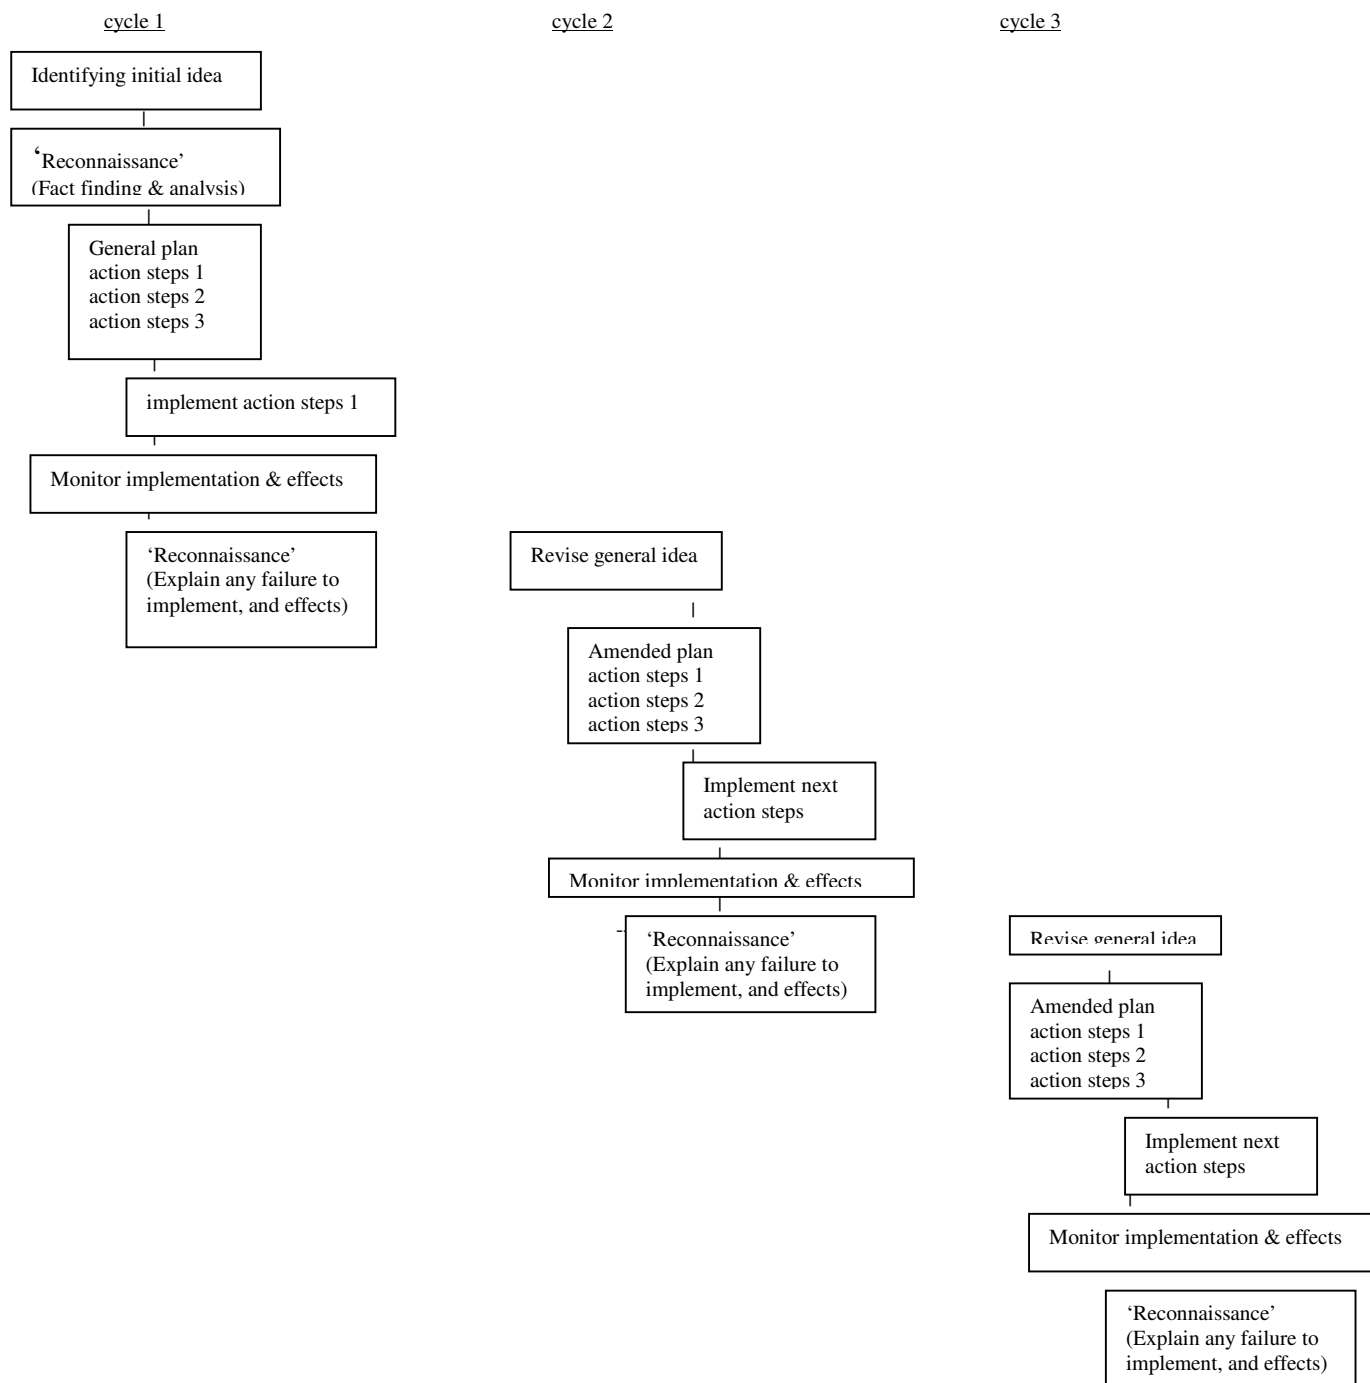 cycle 1
cycle 2
cycle 3
Identifying initial idea
‘Reconnaissance’
(Fact finding & analysis)
General plan
action steps 1
action steps 2
action steps 3
implement action steps 1
Monitor implementation & effects
‘Reconnaissance’
(Explain any failure to
implement, and effects)
Revise general idea
Amended plan
action steps 1
action steps 2
action steps 3
Implement next
action steps
Monitor implementation & effects
‘Reconnaissance’
(Explain any failure to
implement, and effects)
Revise general idea
Amended plan
action steps 1
action steps 2
action steps 3
Implement next
action steps
Monitor implementation & effects
‘Reconnaissance’
(Explain any failure to
implement, and effects)